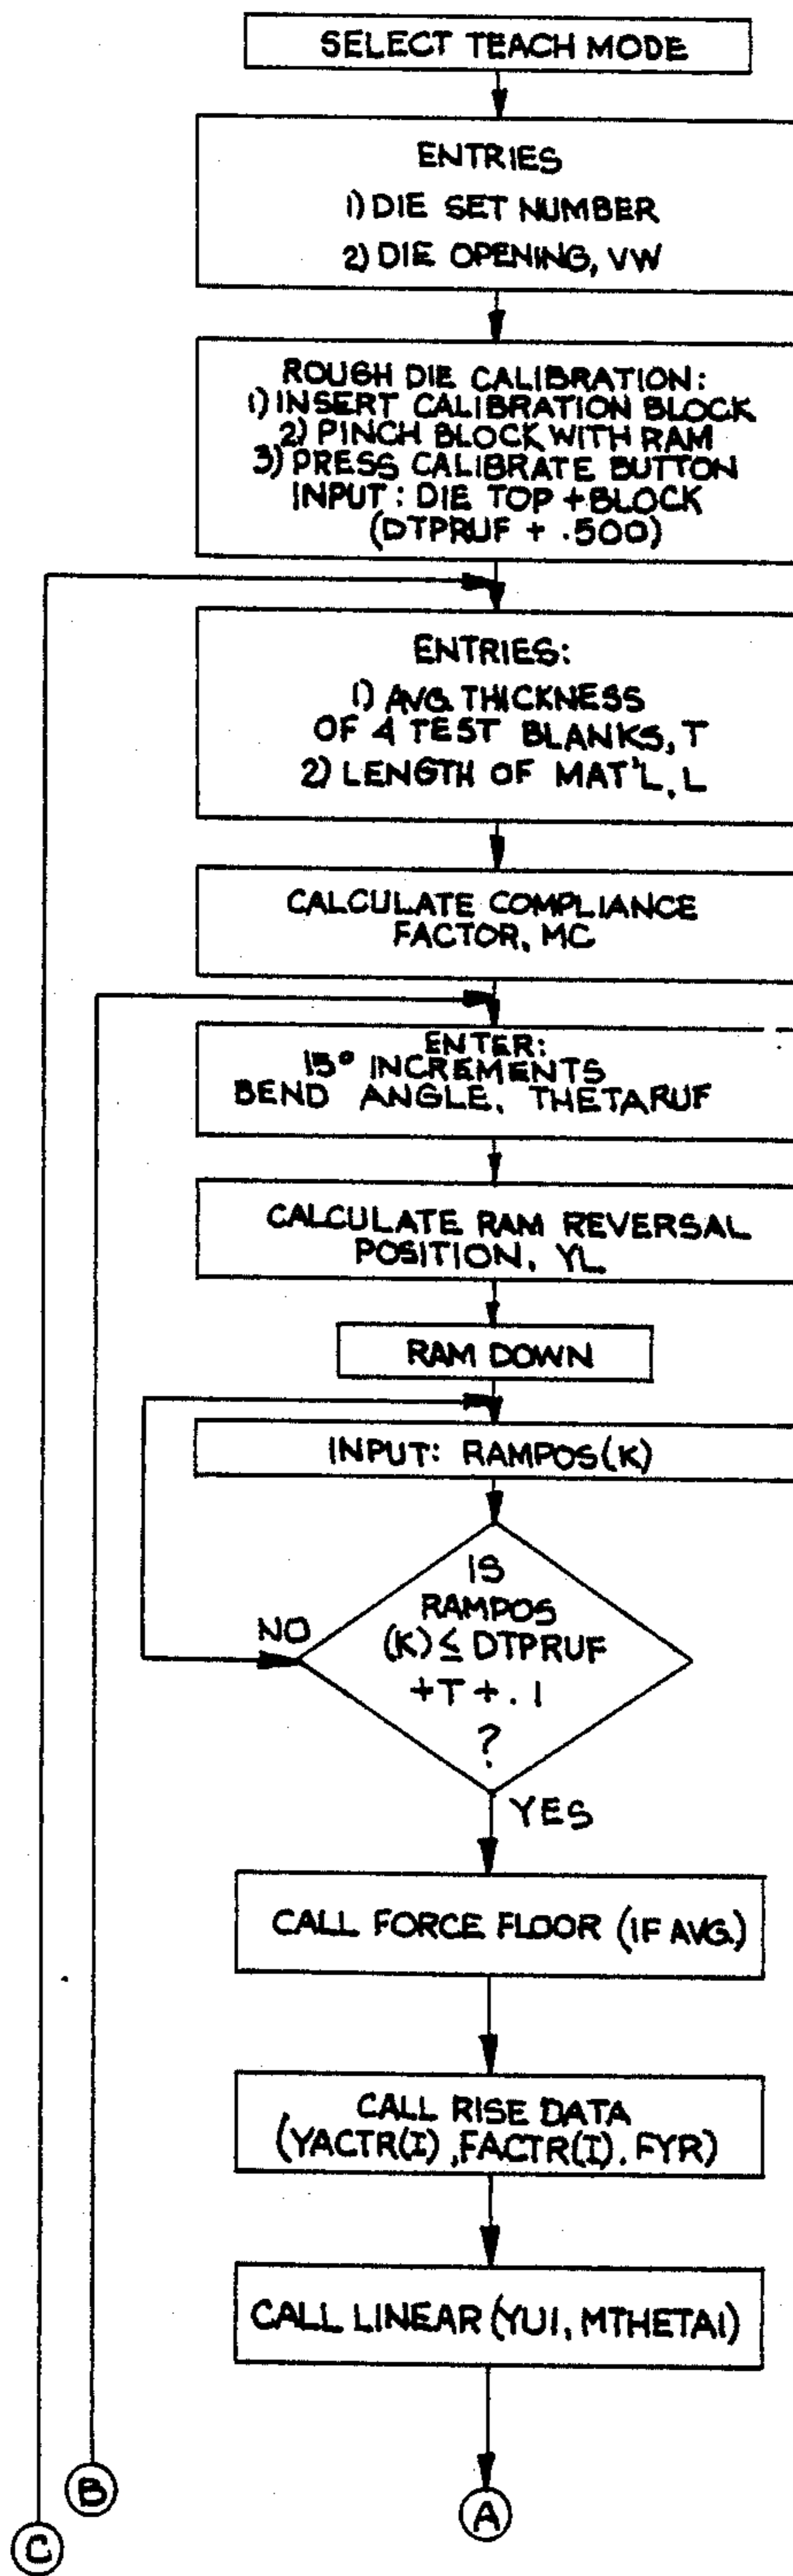 SELECT TEACH MODE
ENTRIES
1) DIE SET NUMBER
2) DIE OPENING, VW
ROUGH DIE CALIBRATION:
1) INSERT CALIBRATION BLOCK
2) PINCH BLOCK WITH RAM
3) PRESS CALIBRATE BUTTON
INPUT: DIE TOP + BLOCK
(DTPRUF + .500)
ENTRIES:
1) AVG. THICKNESS
OF 4 TEST BLANKS, T
2) LENGTH OF MAT'L, L
CALCULATE COMPLIANCE
FACTOR, MC
ENTER:
15° INCREMENTS
BEND ANGLE, THETARUF
CALCULATE RAM REVERSAL
POSITION, YL
RAM DOWN
INPUT: RAMPOS(K)
IS
RAMPOS
(K) ≤ DTPRUF
+T + .1
?
NO
YES
CALL FORCE FLOOR (IF AVG.)
CALL RISE DATA
(YACTR(I), FACTR(I), FYR)
CALL LINEAR (YUI, MTHETAI)
B
A
C